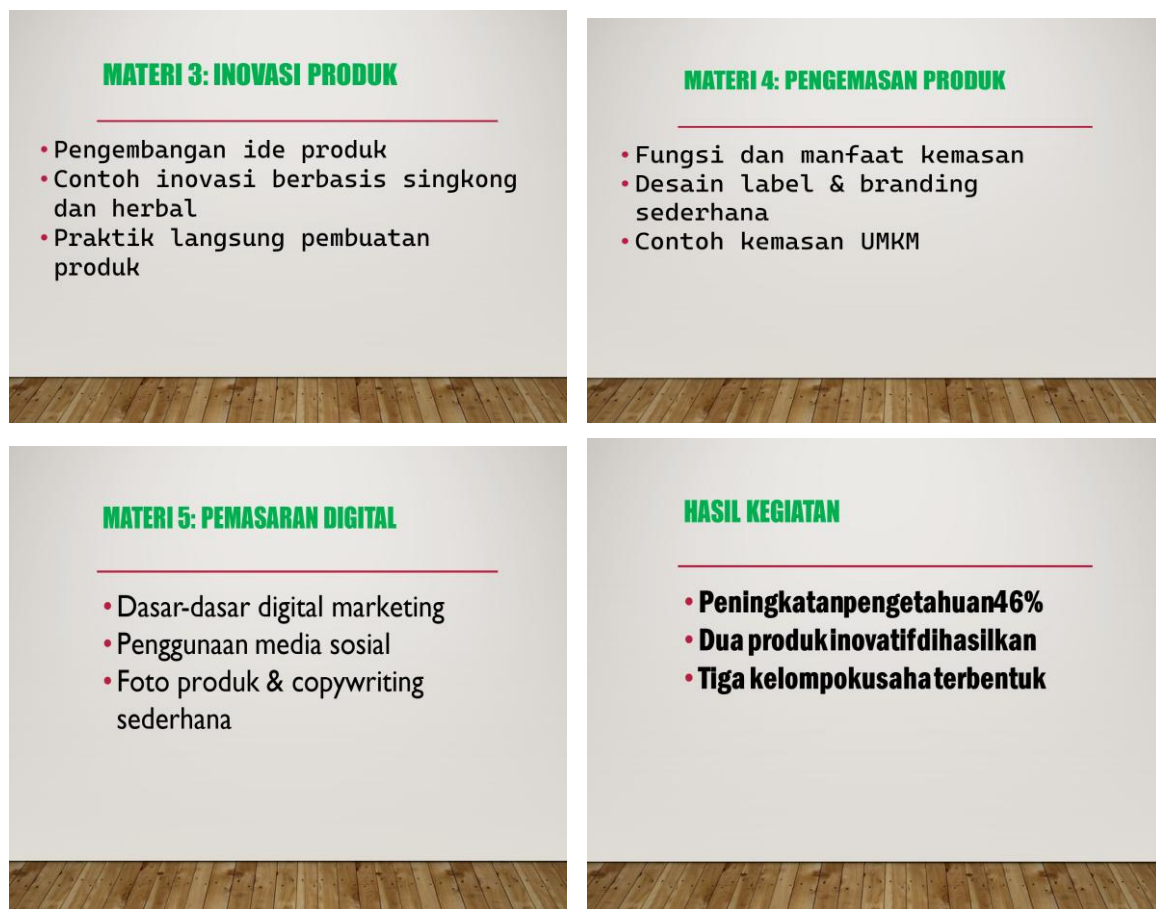 MATERI 3: INOVASI PRODUK
• Pengembangan ide produk
• Contoh inovasi berbasis singkong
dan herbal
• Praktik langsung pembuatan
produk
MATERI 4: PENGEMASAN PRODUK
• Fungsi dan manfaat kemasan
• Desain label & branding
sederhana
• Contoh kemasan UMKM
MATERI 5: PEMASARAN DIGITAL
• Dasar-dasar digital marketing
• Penggunaan media sosial
• Foto produk & copywriting
sederhana
HASIL KEGIATAN
• Peningkatanpengetahuan46%
• Dua produkinovatifdihasilkan
• Tiga kelompokusahaterbentuk